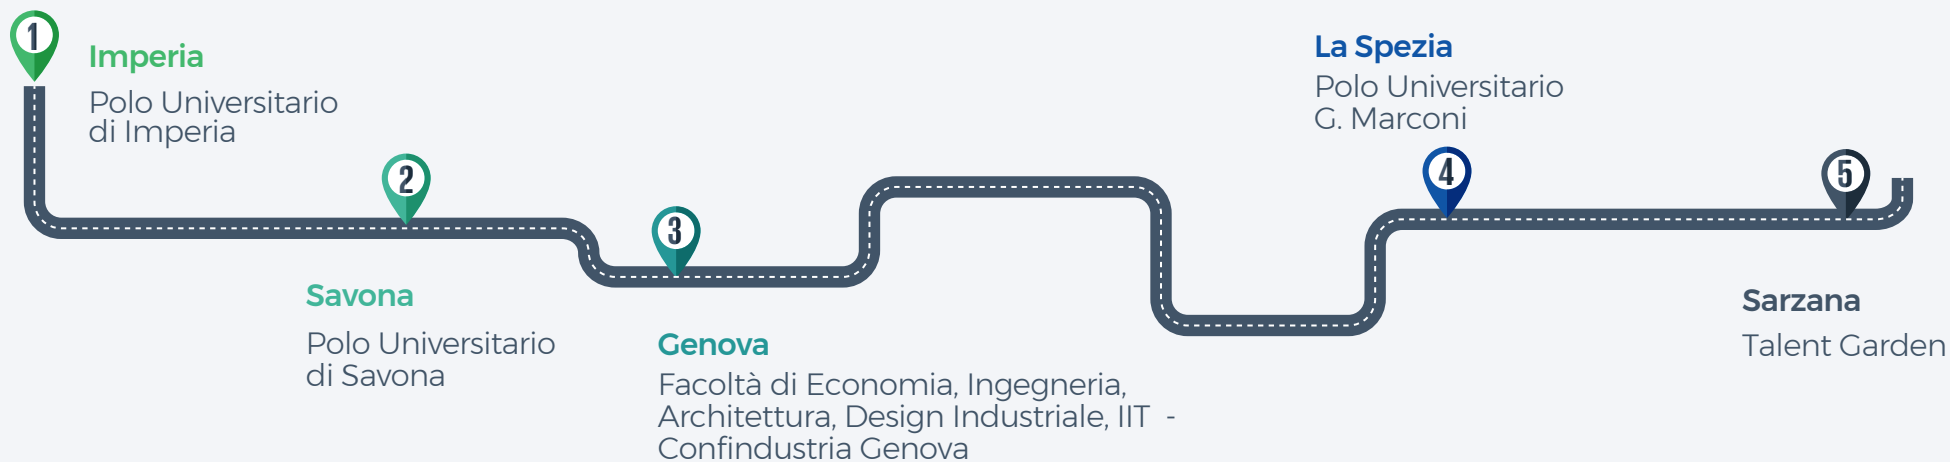 1
Imperia
Polo Universitario
di Imperia
2
Savona
Polo Universitario
di Savona
3
Genova
Facoltà di Economia, Ingegneria,
Architettura, Design Industriale, IIT -
Confindustria Genova
La Spezia
Polo Universitario
G. Marconi
4
5
Sarzana
Talent Garden